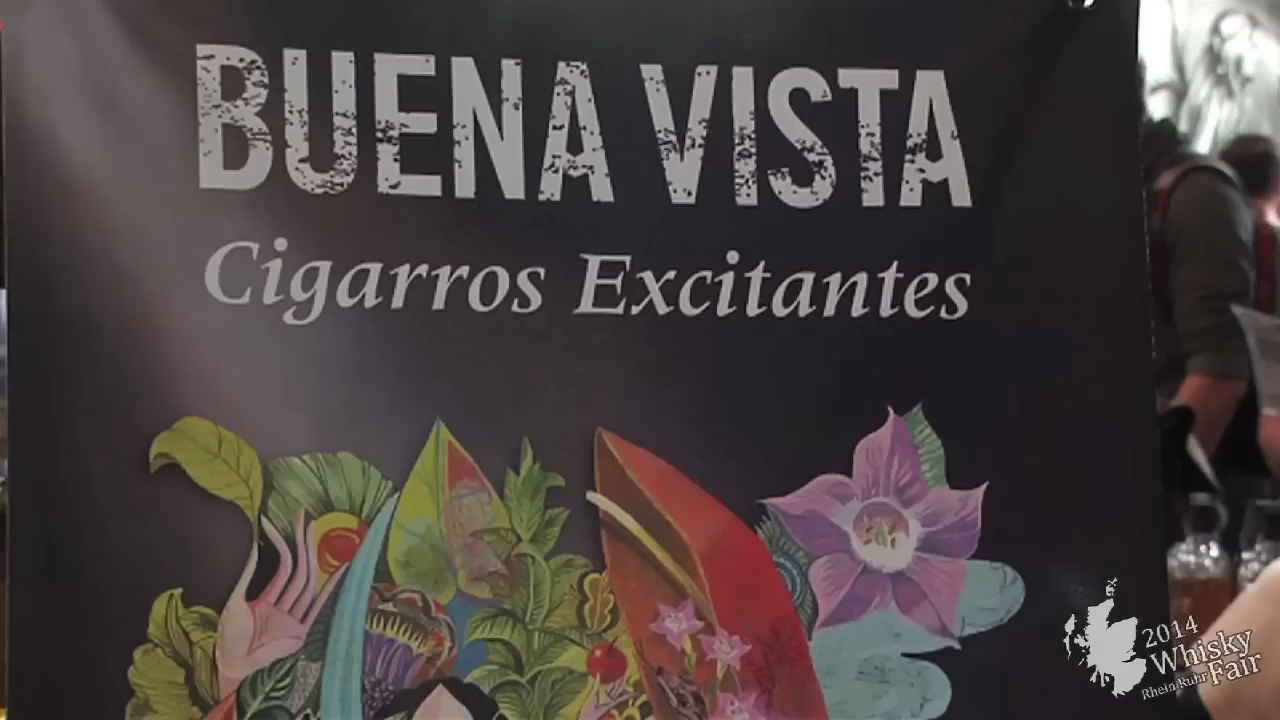 BUENA VISTA
Cigarros Excitantes
2014
Whisky
Rhein Ruhr Fair